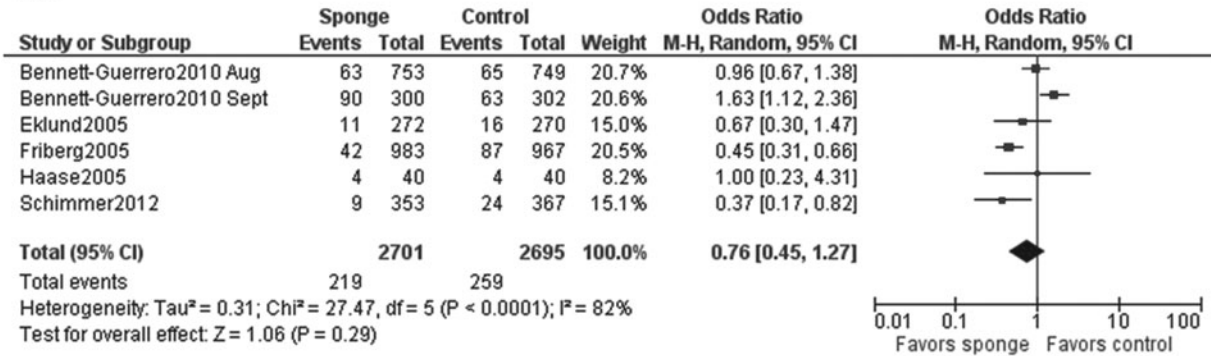 Sponge Control Odds Ratio Odds Ratio
Study or Subgroup Events Total Events Total Weight M-H, Random, 95% CI M-H, Random, 95% CI
Bennett-Guerrero2010 Aug 63 753 65 749 20.7% 0.96 [0.67, 1.38]
Bennett-Guerrero2010 Sept 90 300 63 302 20.6% 1.63 [1.12, 2.36]
Eklund2005 11 272 16 270 15.0% 0.67 [0.30, 1.47]
Friberg2005 42 983 87 967 20.5% 0.45 [0.31, 0.66]
Haase2005 4 40 4 40 8.2% 1.00 [0.23, 4.31]
Schimmer2012 9 353 24 367 15.1% 0.37 [0.17, 0.82]
Total (95% CI) 2701 2695 100.0% 0.76 [0.45, 1.27]
Total events 219 259
Heterogeneity: Tau² = 0.31; Chi² = 27.47, df = 5 (P < 0.0001); I² = 82%
Test for overall effect: Z = 1.06 (P = 0.29)
0.01 0.1 1 10 100
Favors sponge Favors control